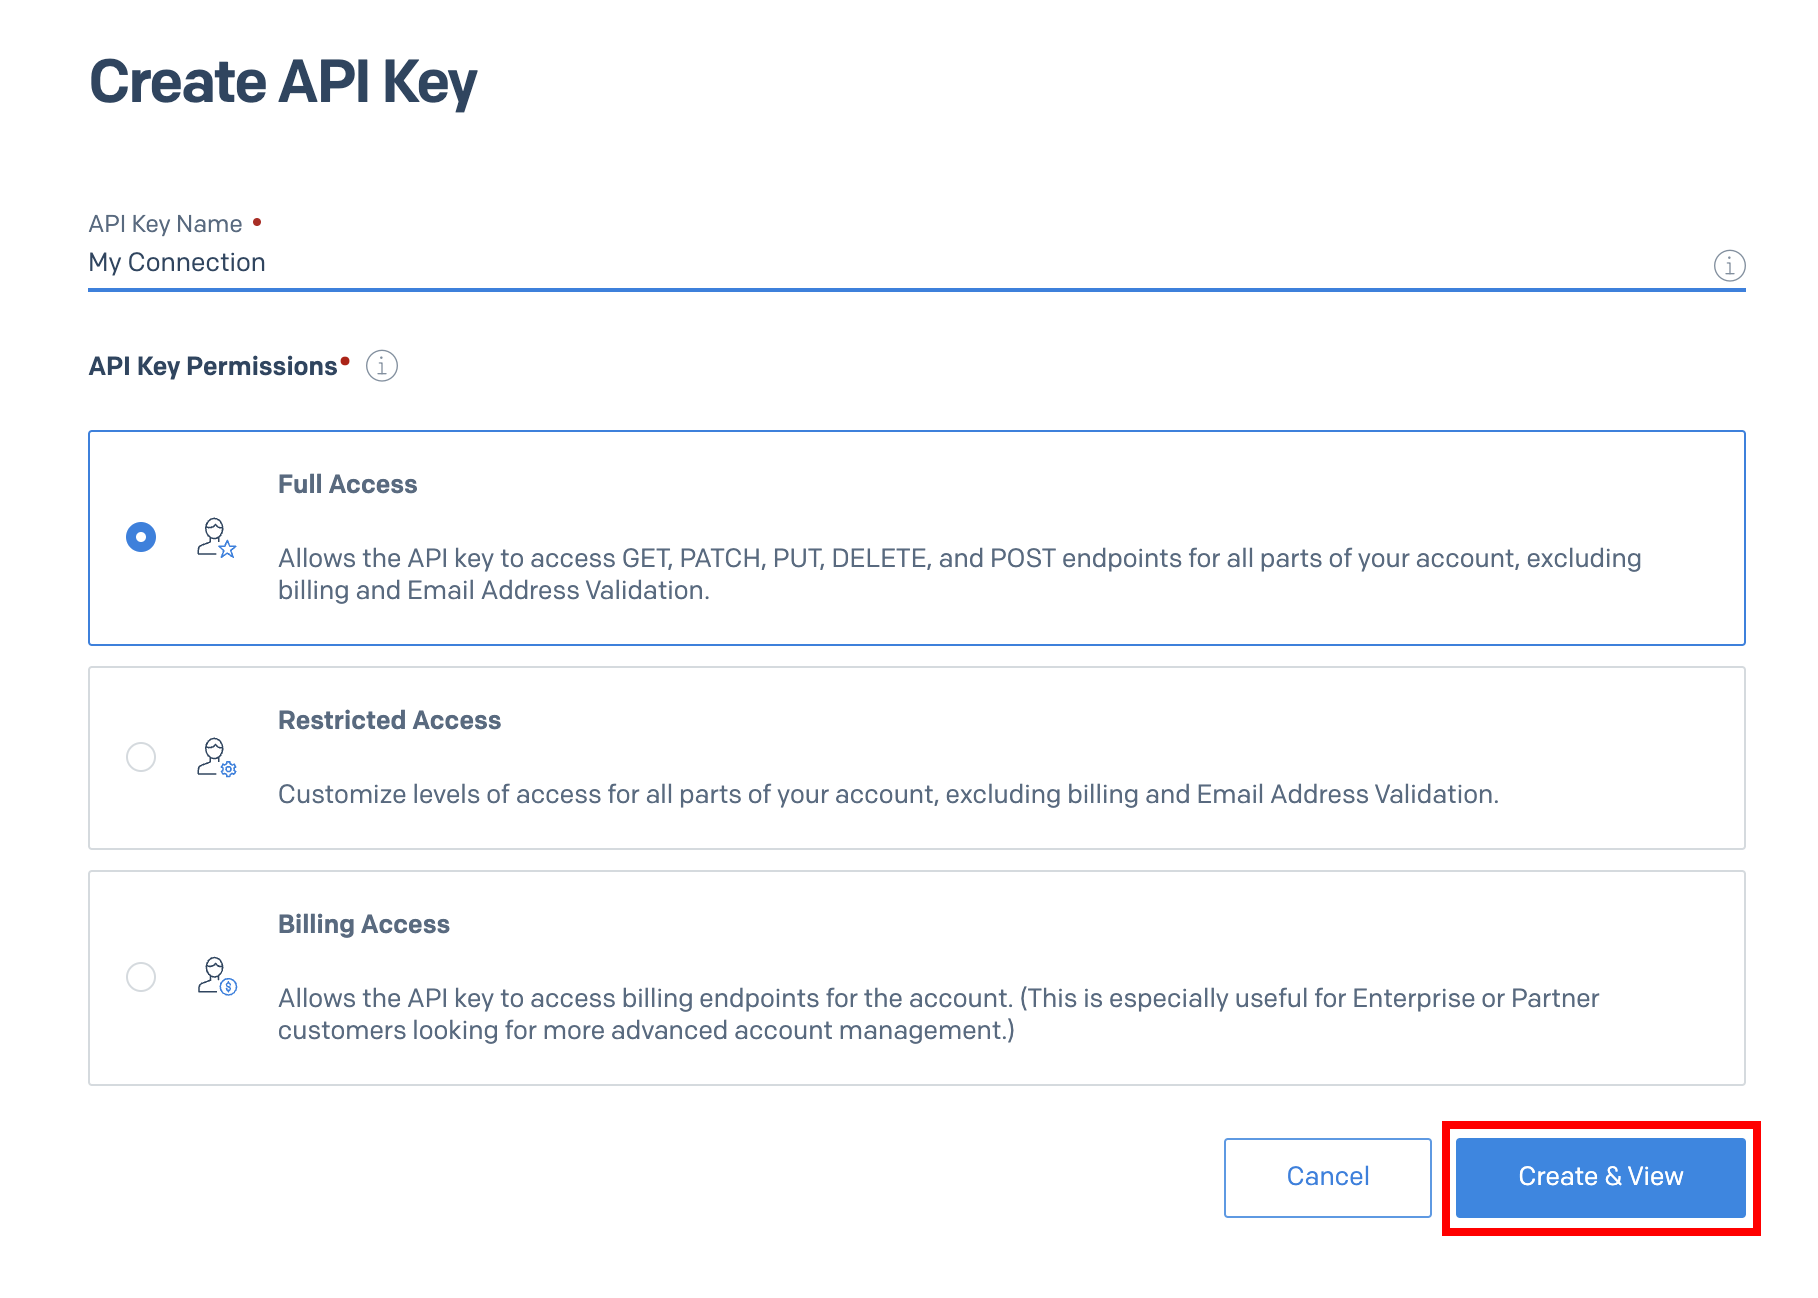 Create API Key
API Key Name
My Connection
API Key Permissions
Full Access
Allows the API key to access GET, PATCH, PUT, DELETE, and POST endpoints for all parts of your account, excluding
billing and Email Address Validation.
Restricted Access
Customize levels of access for all parts of your account, excluding billing and Email Address Validation.
Billing Access
Allows the API key to access billing endpoints for the account. (This is especially useful for Enterprise or Partner
customers looking for more advanced account management.)
Cancel
Create & View